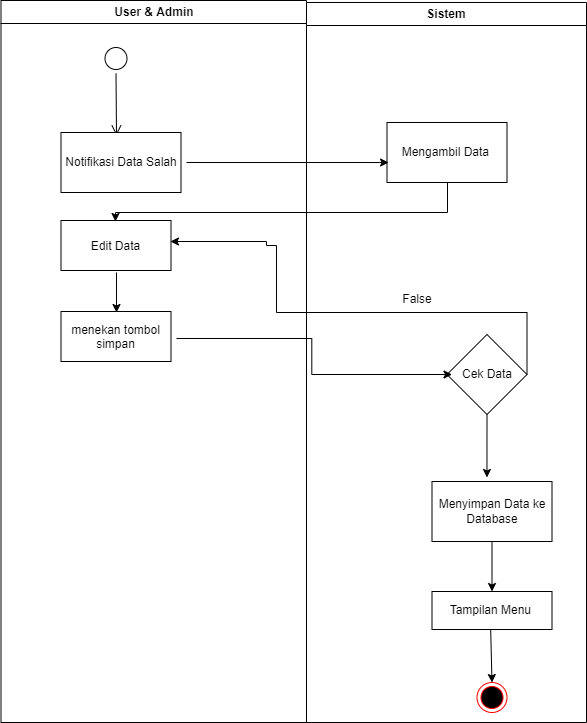 User & Admin
Sistem
Notifikasi Data Salah
Mengambil Data
Edit Data
False
menekan tombol
simpan
Cek Data
Menyimpan Data ke
Database
Tampilan Menu